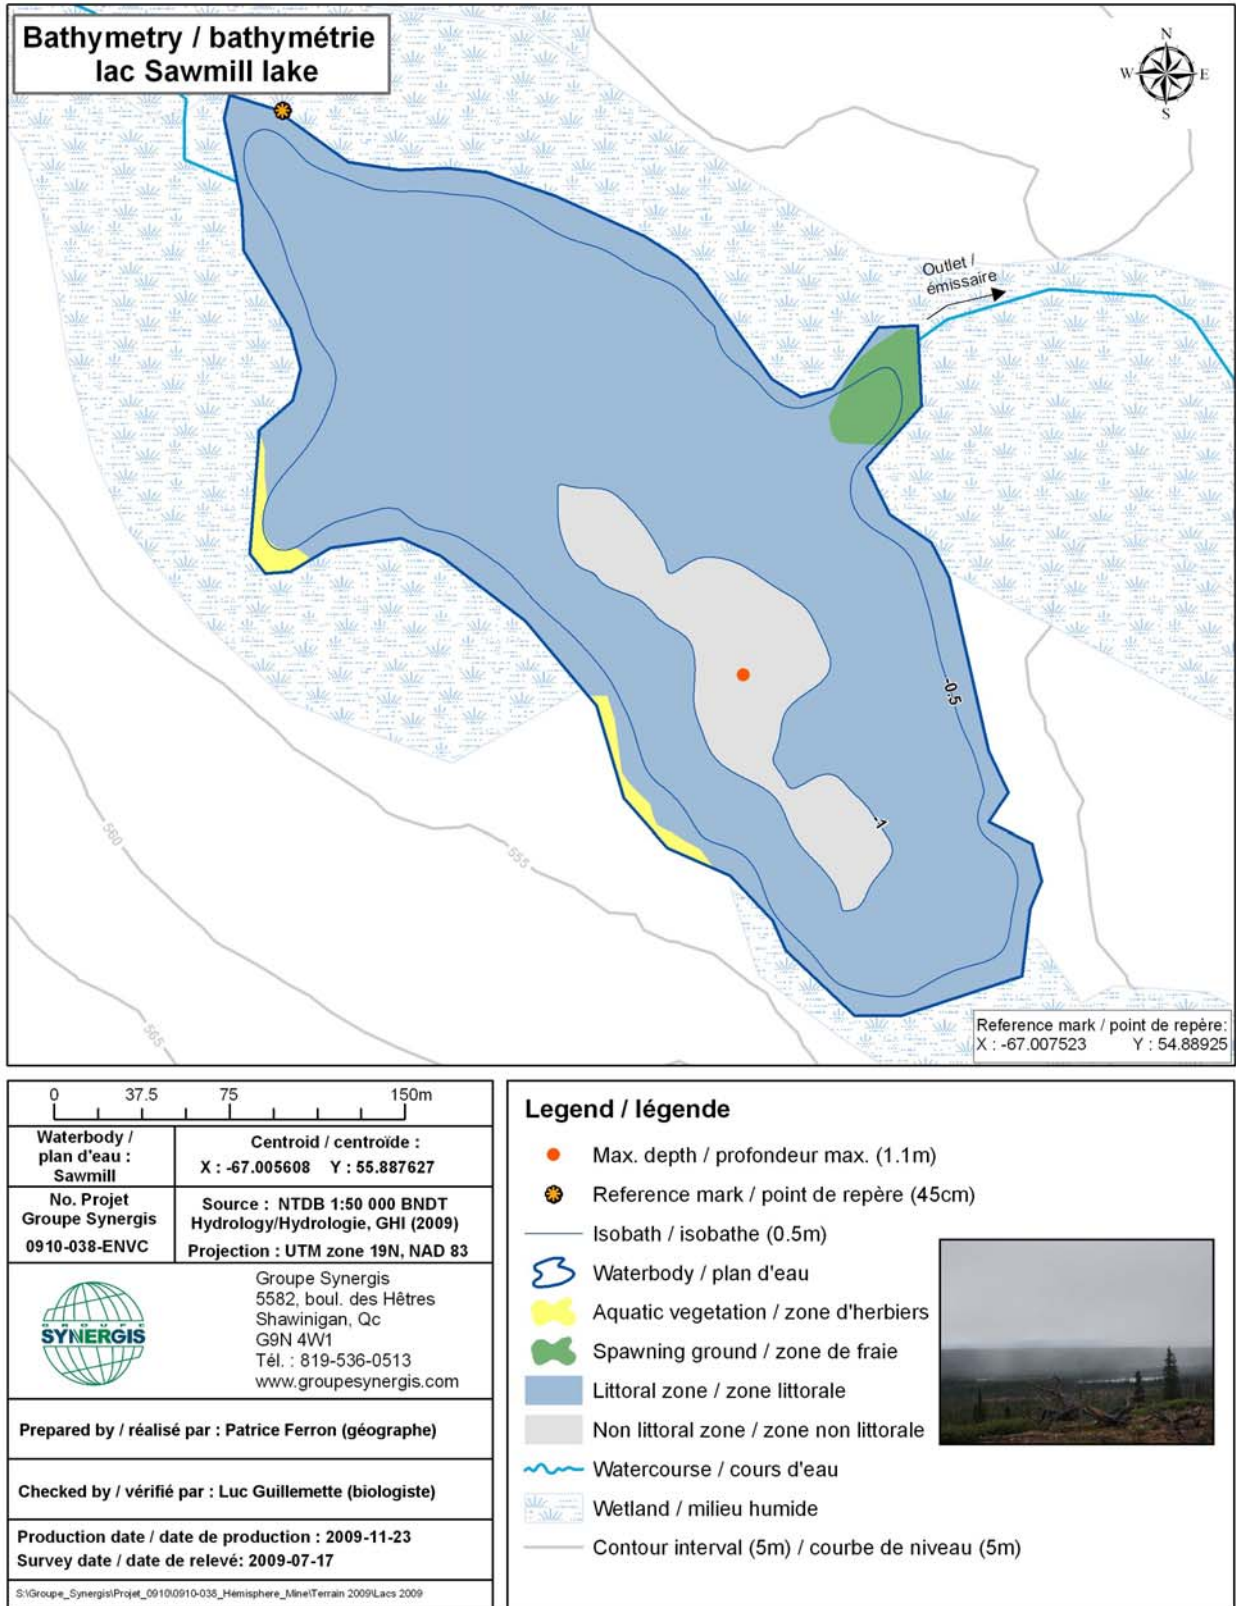 Bathymetry / bathymétrie
lac Sawmill lake
N
W
E
S
Outlet /
émissaire
-0.5
-1
560
555
565
Reference mark / point de repère:
X : -67.007523 Y : 54.88925
0 37.5 75 150m
Waterbody /
plan d'eau :
Sawmill
Centroid / centroïde :
X : -67.005608 Y : 55.887627
No. Projet
Groupe Synergis
0910-038-ENVC
Source : NTDB 1:50 000 BNDT
Hydrology/Hydrologie, GHI (2009)
Projection : UTM zone 19N, NAD 83
GROUPE
SYNERGIS
Groupe Synergis
5582, boul. des Hêtres
Shawinigan, Qc
G9N 4W1
Tél. : 819-536-0513
www.groupesynergis.com
Prepared by / réalisé par : Patrice Ferron (géographe)
Checked by / vérifié par : Luc Guillemette (biologiste)
Production date / date de production : 2009-11-23
Survey date / date de relevé: 2009-07-17
S:\Groupe_Synergis\Projet_0910\0910-038_Hemisphere_Mine\Terrain 2009\Lacs 2009
Legend / légende
Max. depth / profondeur max. (1.1m)
Reference mark / point de repère (45cm)
Isobath / isobathe (0.5m)
Waterbody / plan d'eau
Aquatic vegetation / zone d'herbiers
Spawning ground / zone de fraie
Littoral zone / zone littorale
Non littoral zone / zone non littorale
Watercourse / cours d'eau
Wetland / milieu humide
Contour interval (5m) / courbe de niveau (5m)